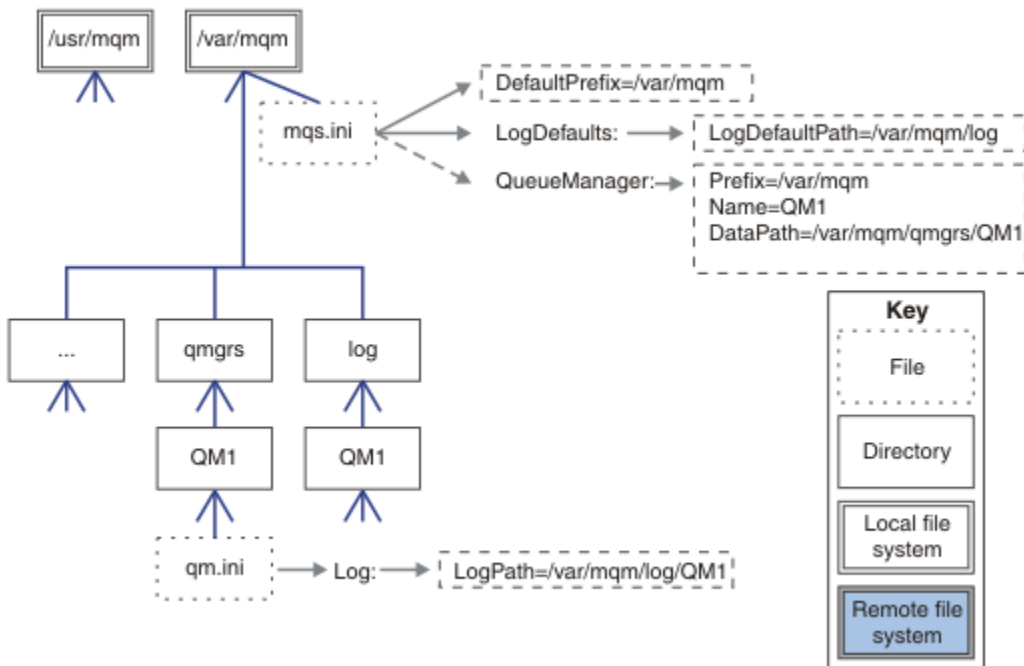 /usr/mqm
/var/mqm
mqs.ini
DefaultPrefix=/var/mqm
LogDefaults:
LogDefaultPath=/var/mqm/log
QueueManager:
Prefix=/var/mqm
Name=QM1
DataPath=/var/mqm/qmgrs/QM1
...
qmgrs
log
QM1
QM1
qm.ini
Log:
LogPath=/var/mqm/log/QM1
Key
File
Directory
Local file
system
Remote file
system